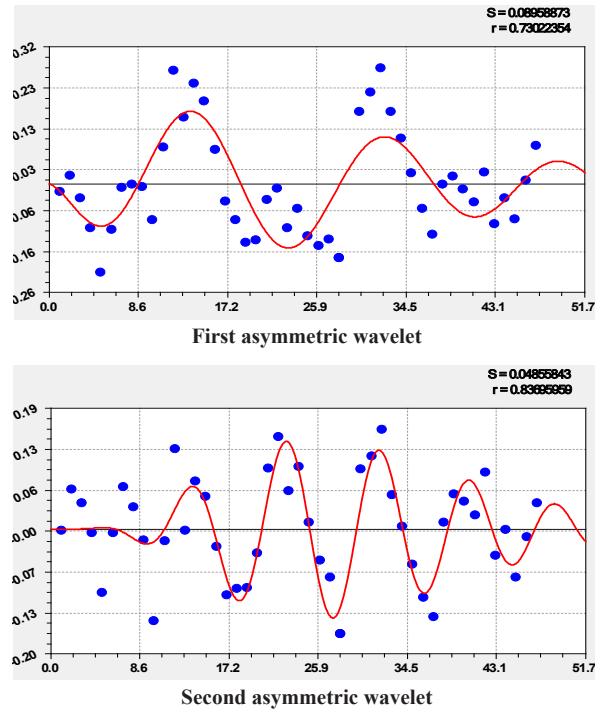 S = 0.08958873
r = 0.73022354
0.32
0.23
0.13
0.03
-0.06
-0.16
-0.26
0.0 8.6 17.2 25.9 34.5 43.1 51.7
First asymmetric wavelet
S = 0.04855843
r = 0.83695959
0.19
0.13
0.06
-0.00
-0.07
-0.13
-0.20
0.0 8.6 17.2 25.9 34.5 43.1 51.7
Second asymmetric wavelet